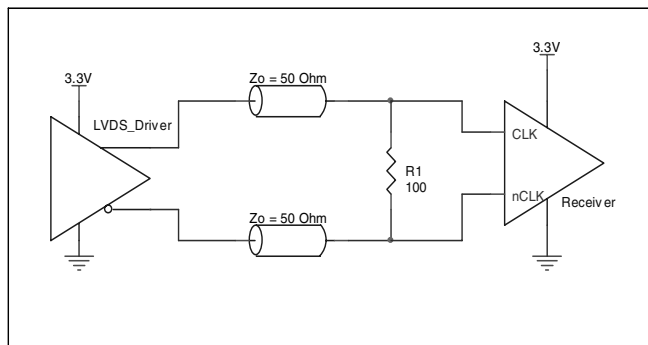 3.3V
LVDS_Driver
Zo = 50 Ohm
Zo = 50 Ohm
R1
100
3.3V
CLK
nCLK
Receiver